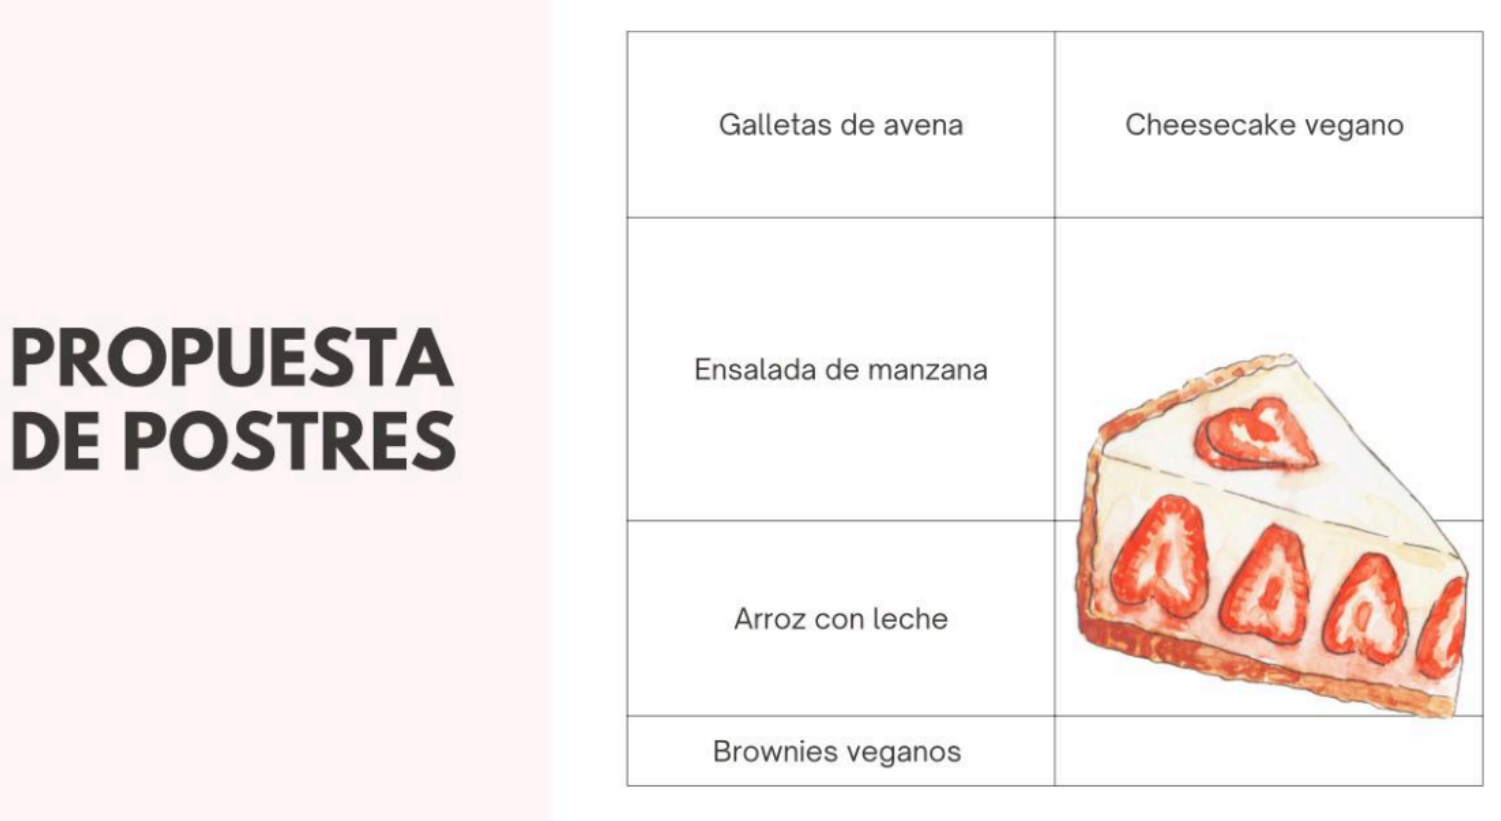 PROPUESTA
DE POSTRES
Galletas de avena
Cheesecake vegano
Ensalada de manzana
Arroz con leche
Brownies veganos